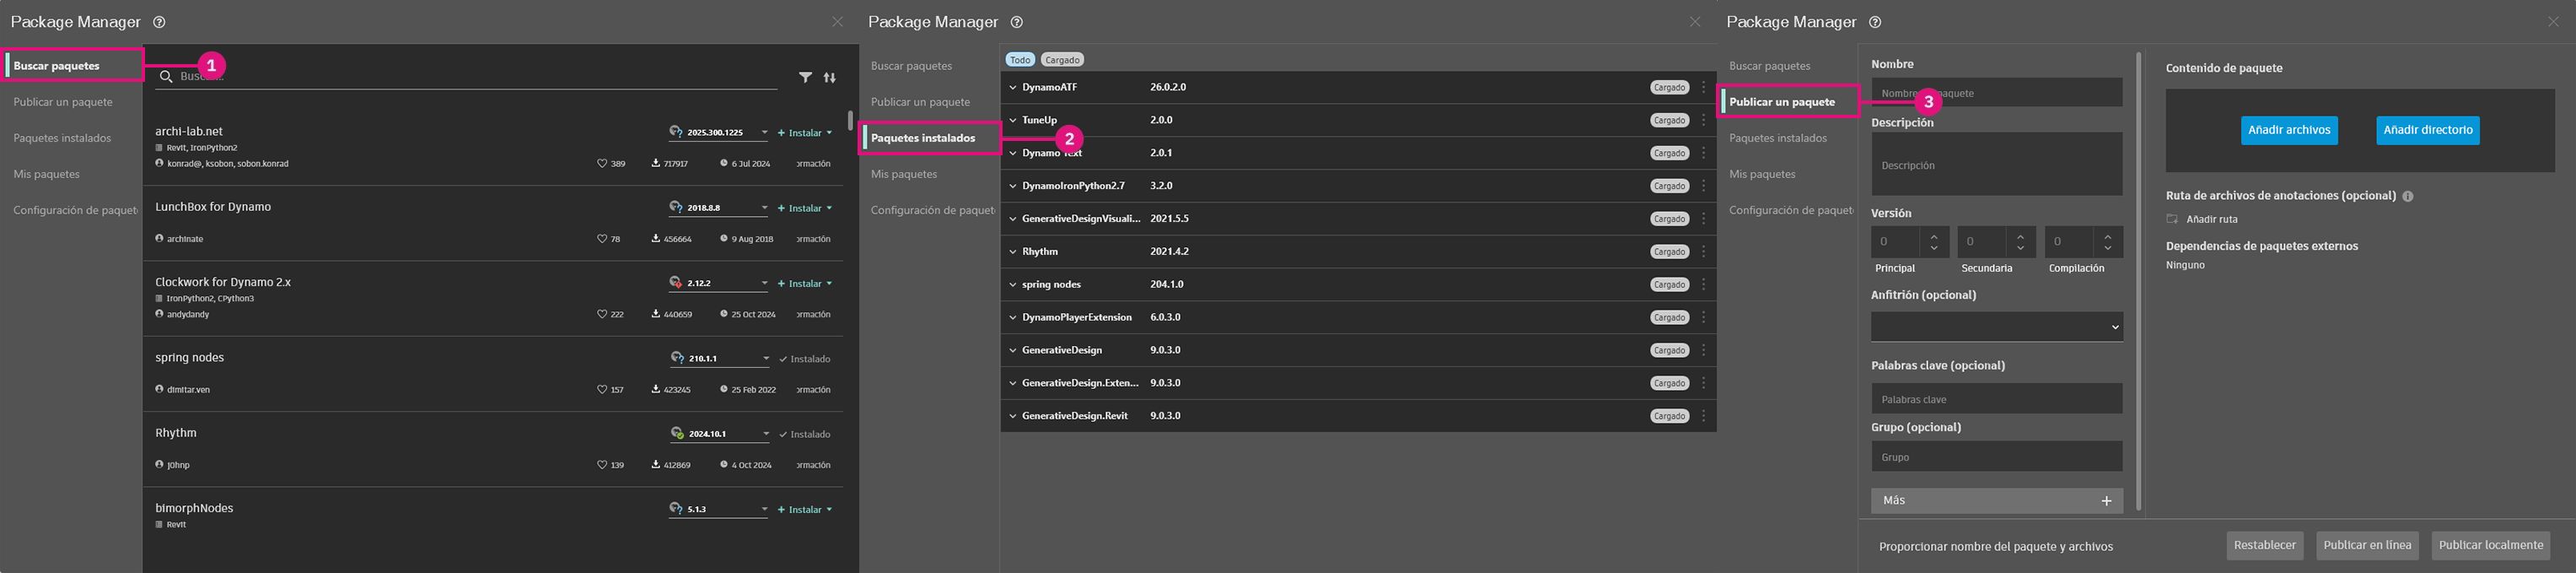 Package Manager
Buscar paquetes
Publicar un paquete
Paquetes instalados
Mis paquetes
Configuración de paquet
1
archi-lab.net
2025.300.1225
+ Instalar
Revit, IronPython2
konrad@, ksobon, sobon.konrad
389
717917
6 Jul 2024
LunchBox for Dynamo
2018.8.8
+ Instalar
archinate
78
456664
9 Aug 2018
ormación
Clockwork for Dynamo 2.x
2.12.2
+ Instalar
IronPython2, CPython3
andydandy
222
440659
25 Oct 2024
ormación
spring nodes
210.1.1
Instalado
dimitar.ven
157
423245
25 Feb 2022
ormación
Rhythm
2024.10.1
Instalado
j0hnp
139
412869
4 Oct 2024
ormación
bimorphNodes
5.1.3
+ Instalar
Revit
Package Manager
Buscar paquetes
Publicar un paquete
Paquetes instalados
Mis paquetes
Configuración de paquet
2
Todo
Cargado
DynamoATF 26.0.2.0 Cargado
TuneUp 2.0.0 Cargado
Dynamo Text 2.0.1 Cargado
DynamoIronPython2.7 3.2.0 Cargado
GenerativeDesignVisuali... 2021.5.5 Cargado
Rhythm 2021.4.2 Cargado
spring nodes 204.1.0 Cargado
DynamoPlayerExtension 6.0.3.0 Cargado
GenerativeDesign 9.0.3.0 Cargado
GenerativeDesign.Exten... 9.0.3.0 Cargado
GenerativeDesign.Revit 9.0.3.0 Cargado
Package Manager
Buscar paquetes
Publicar un paquete
Paquetes instalados
Mis paquetes
Configuración de paquet
3
Nombre
Nombre paquete
Descripción
Descripción
Versión
0 0 0
Principal Secundaria Compilación
Anfitrión (opcional)
Palabras clave (opcional)
Palabras clave
Grupo (opcional)
Grupo
Más +
Contenido de paquete
Añadir archivos
Añadir directorio
Ruta de archivos de anotaciones (opcional)
Añadir ruta
Dependencias de paquetes externos
Ninguno
Proporcionar nombre del paquete y archivos
Restablecer
Publicar en línea
Publicar localmente